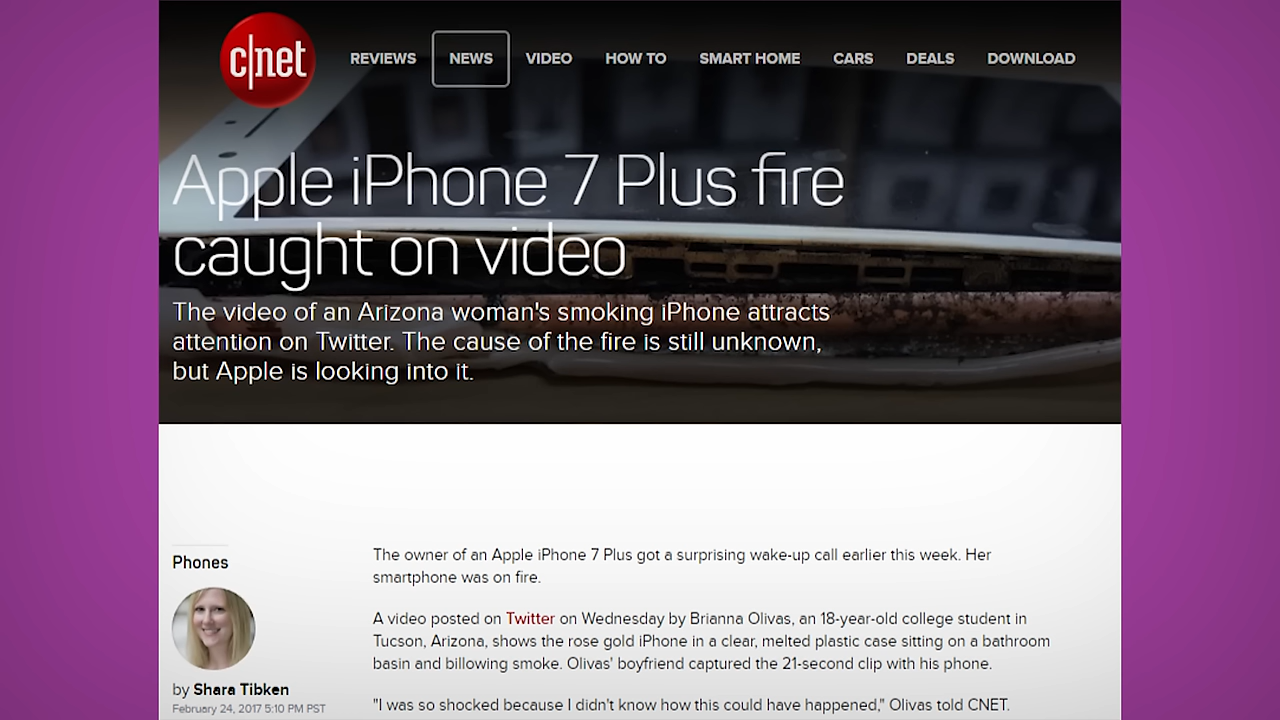 c|net
REVIEWS NEWS VIDEO HOW TO SMART HOME CARS DEALS DOWNLOAD
Apple iPhone 7 Plus fire
caught on video
The video of an Arizona woman's smoking iPhone attracts
attention on Twitter. The cause of the fire is still unknown,
but Apple is looking into it.
Phones
by Shara Tibken
February 24, 2017 5:10 PM PST
The owner of an Apple iPhone 7 Plus got a surprising wake-up call earlier this week. Her
smartphone was on fire.
A video posted on Twitter on Wednesday by Brianna Olivas, an 18-year-old college student in
Tucson, Arizona, shows the rose gold iPhone in a clear, melted plastic case sitting on a bathroom
basin and billowing smoke. Olivas' boyfriend captured the 21-second clip with his phone.
"I was so shocked because I didn't know how this could have happened," Olivas told CNET.